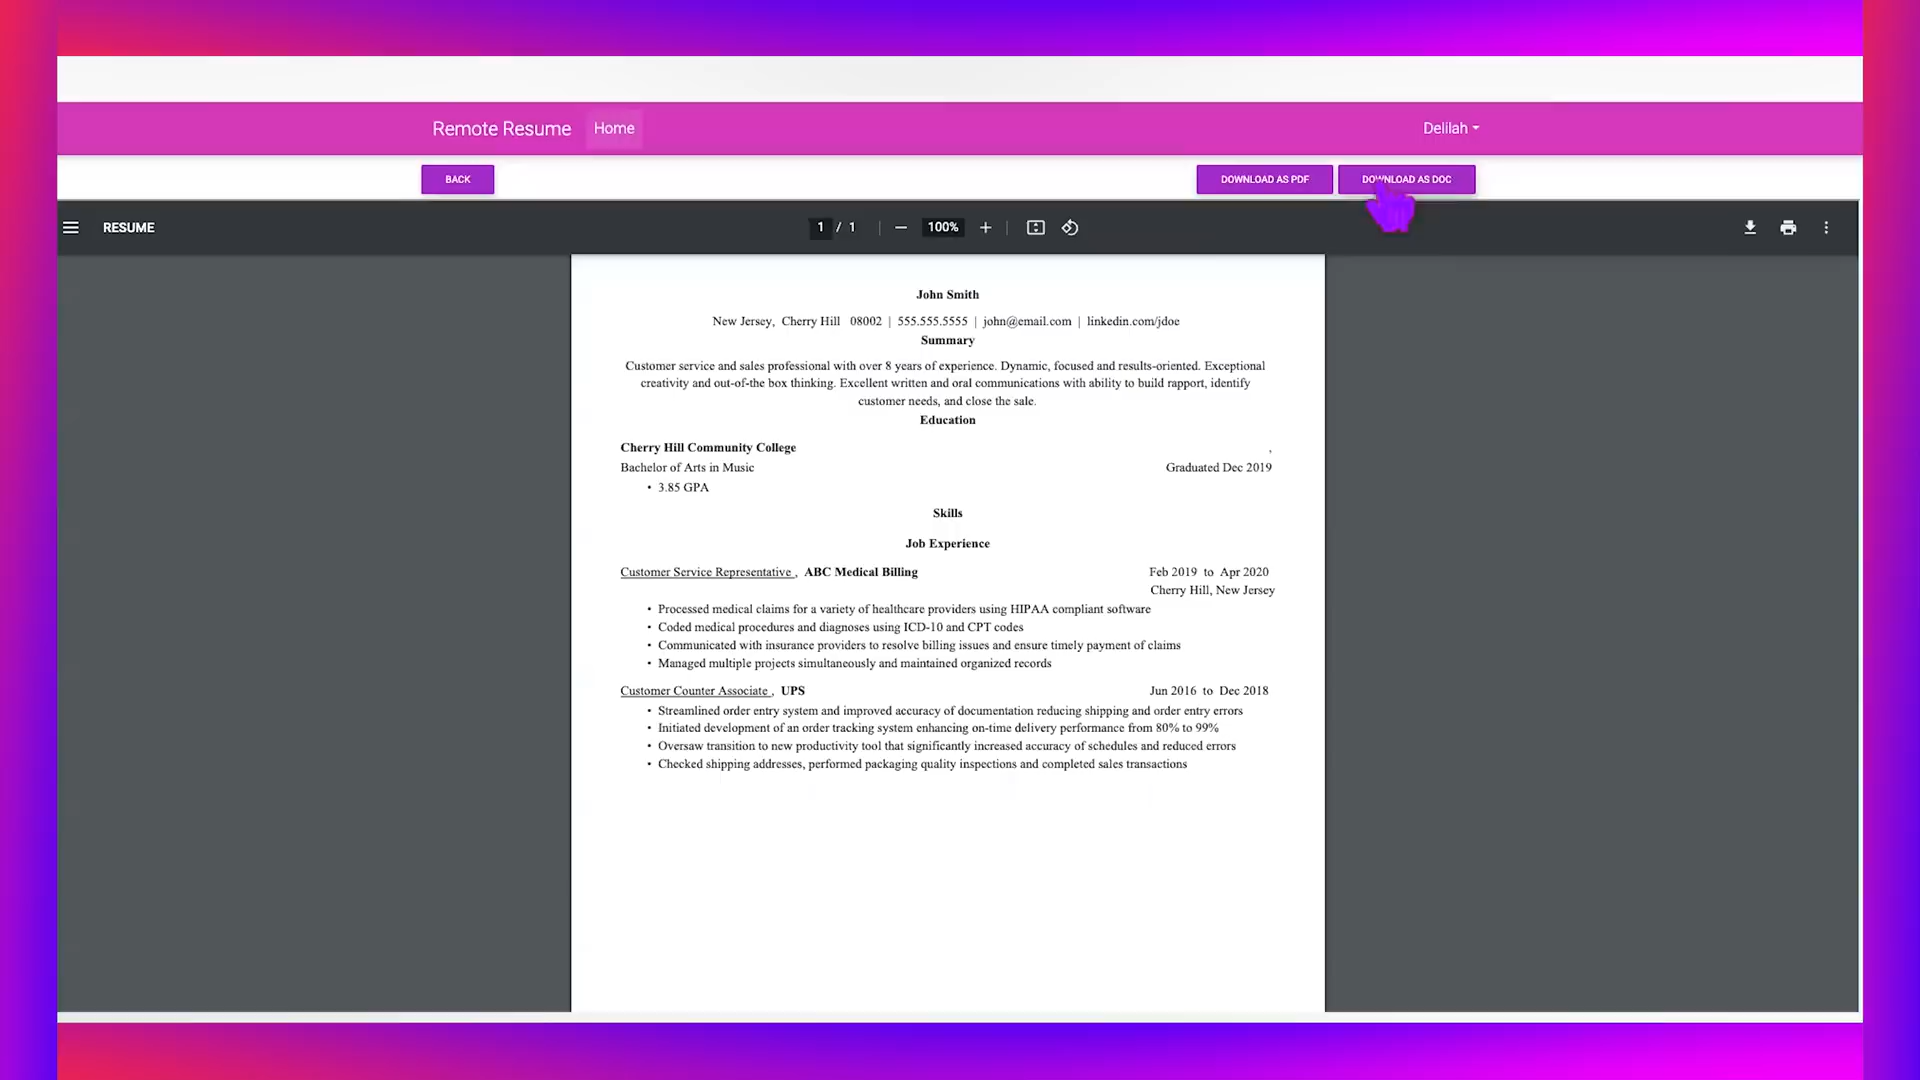 Remote Resume Home Delilah
BACK DOWNLOAD AS PDF DOWNLOAD AS DOC
RESUME 1 / 1 100%
John Smith
New Jersey, Cherry Hill 08002 | 555.555.5555 | john@email.com | linkedin.com/jdoe
Summary
Customer service and sales professional with over 8 years of experience. Dynamic, focused and results-oriented. Exceptional
creativity and out-of-the box thinking. Excellent written and oral communications with ability to build rapport, identify
customer needs, and close the sale.
Education
Cherry Hill Community College ,
Bachelor of Arts in Music Graduated Dec 2019
• 3.85 GPA
Skills
Job Experience
Customer Service Representative , ABC Medical Billing Feb 2019 to Apr 2020
Cherry Hill, New Jersey
• Processed medical claims for a variety of healthcare providers using HIPAA compliant software
• Coded medical procedures and diagnoses using ICD-10 and CPT codes
• Communicated with insurance providers to resolve billing issues and ensure timely payment of claims
• Managed multiple projects simultaneously and maintained organized records
Customer Counter Associate , UPS Jun 2016 to Dec 2018
• Streamlined order entry system and improved accuracy of documentation reducing shipping and order entry errors
• Initiated development of an order tracking system enhancing on-time delivery performance from 80% to 99%
• Oversaw transition to new productivity tool that significantly increased accuracy of schedules and reduced errors
• Checked shipping addresses, performed packaging quality inspections and completed sales transactions